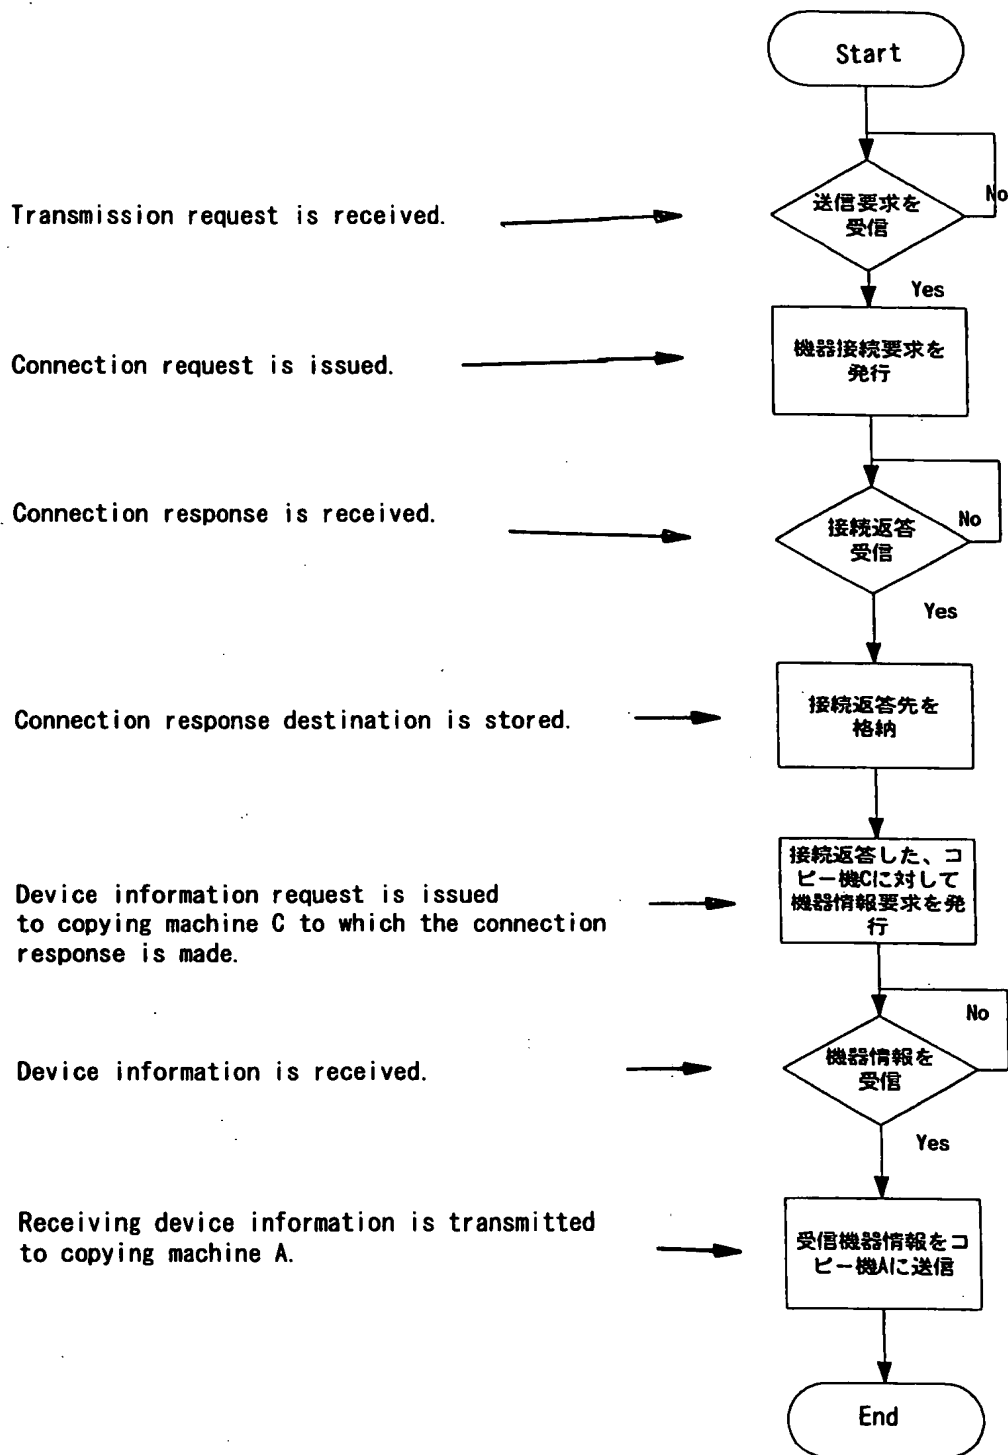 Start
Transmission request is received.
送信要求を
受信
No
Yes
Connection request is issued.
機器接続要求を
発行
Connection response is received.
接続返答
受信
No
Yes
Connection response destination is stored.
接続返答先を
格納
Device information request is issued
to copying machine C to which the connection
response is made.
接続返答した、コ
ピー機Cに対して
機器情報要求を発
行
No
Device information is received.
機器情報を
受信
Yes
Receiving device information is transmitted
to copying machine A.
受信機器情報をコ
ピー機Aに送信
End